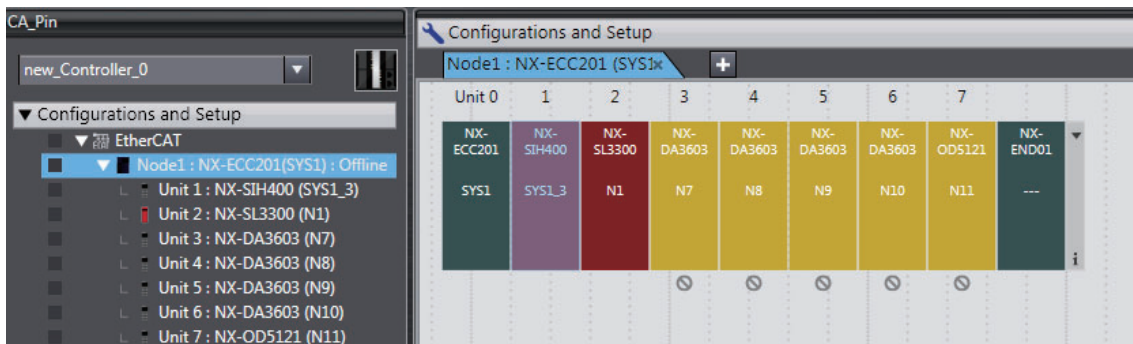 CA_Pin
new_Controller_0
Configurations and Setup
EtherCAT
Node1 : NX-ECC201(SYS1) : Offline
Unit 1 : NX-SIH400 (SYS1_3)
Unit 2 : NX-SL3300 (N1)
Unit 3 : NX-DA3603 (N7)
Unit 4 : NX-DA3603 (N8)
Unit 5 : NX-DA3603 (N9)
Unit 6 : NX-DA3603 (N10)
Unit 7 : NX-OD5121 (N11)
Configurations and Setup
Node1 : NX-ECC201 (SYS1
Unit 0 1 2 3 4 5 6 7
NX- NX- NX- NX- NX- NX- NX- NX- NX-
ECC201 SIH400 SL3300 DA3603 DA3603 DA3603 DA3603 OD5121 END01
SYS1 SYS1_3 N1 N7 N8 N9 N10 N11 ---
i